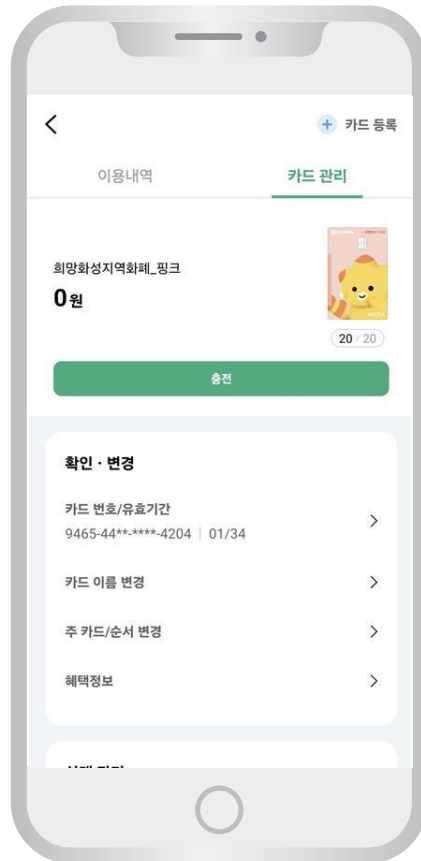 카드 등록
이용내역
카드 관리
희망화성지역화폐_핑크
0원
20 / 20
충전
확인 · 변경
카드 번호/유효기간
9465-44**-****-4204 | 01/34
카드 이름 변경
주 카드/순서 변경
혜택정보